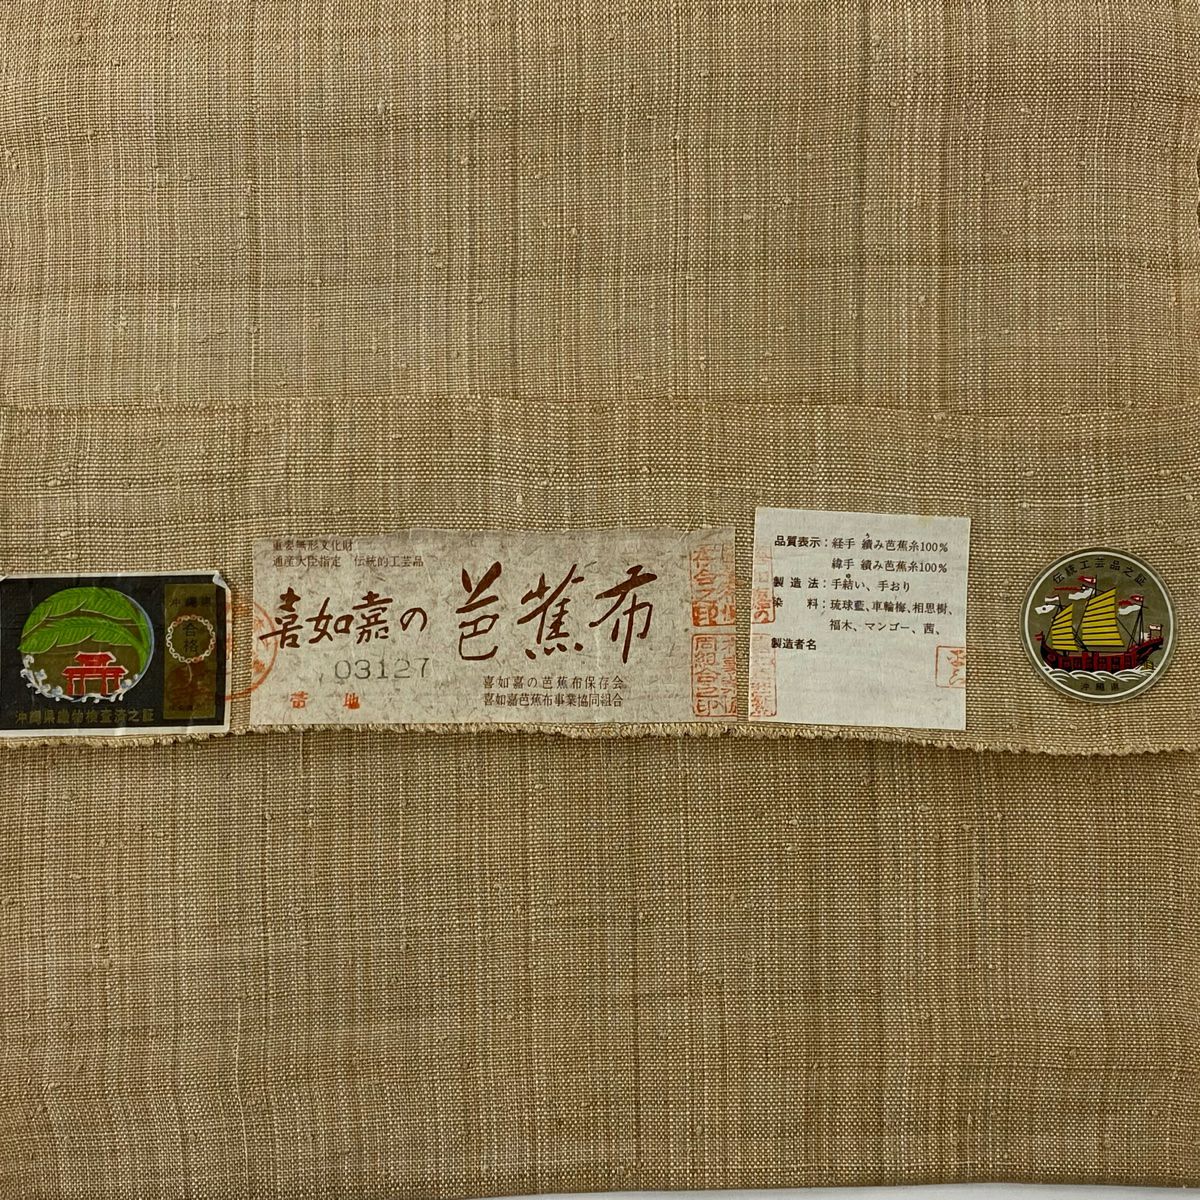 沖縄県
合格
沖縄県織物検査済之証
重要無形文化財
通産大臣指定 伝統的工芸品
喜如嘉の 芭蕉布
03127
着地
喜如嘉の芭蕉布保存会
喜如嘉芭蕉布事業協同組合
品質表示：経手 績み芭蕉糸100%
緯手 績み芭蕉糸100%
製造法：手結い、手おり
染料：琉球藍、車輪梅、相思樹、
福木、マンゴー、茜、
製造者名
伝統工芸品之証
沖縄県